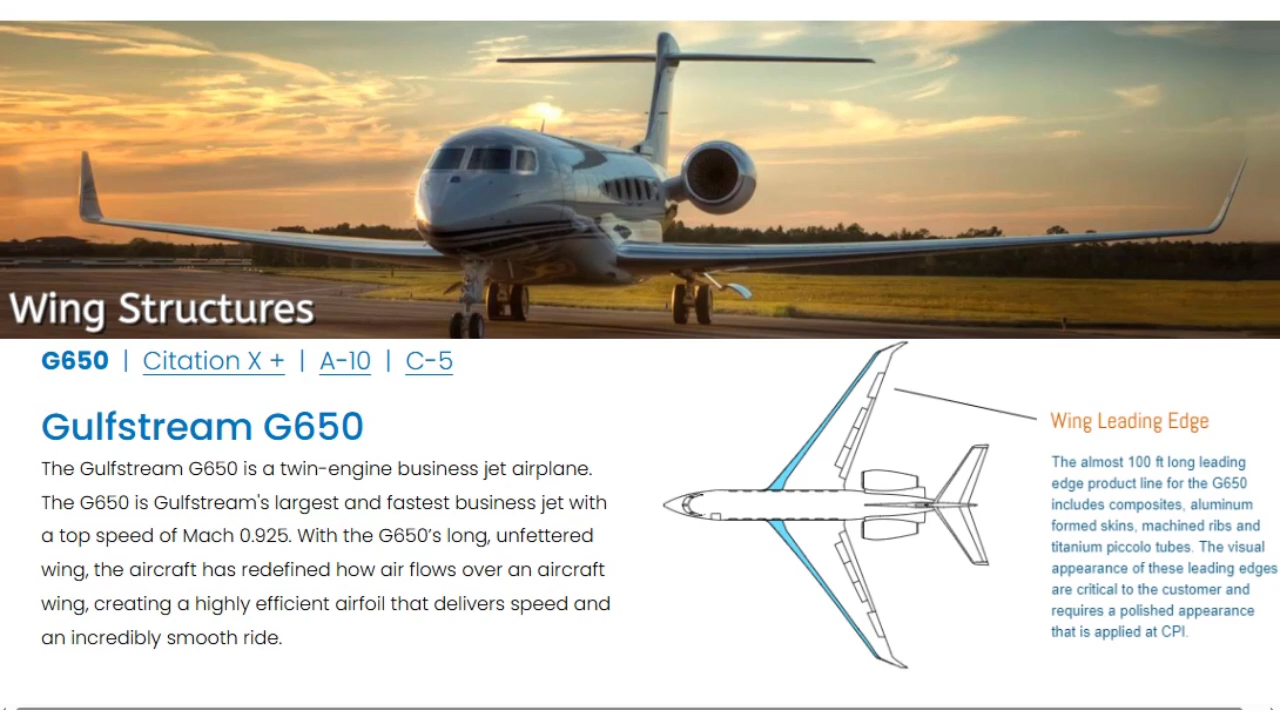 Wing Structures
G650 | Citation X + | A-10 | C-5
Gulfstream G650
The Gulfstream G650 is a twin-engine business jet airplane.
The G650 is Gulfstream's largest and fastest business jet with
a top speed of Mach 0.925. With the G650’s long, unfettered
wing, the aircraft has redefined how air flows over an aircraft
wing, creating a highly efficient airfoil that delivers speed and
an incredibly smooth ride.
Wing Leading Edge
The almost 100 ft long leading
edge product line for the G650
includes composites, aluminum
formed skins, machined ribs and
titanium piccolo tubes. The visual
appearance of these leading edges
are critical to the customer and
requires a polished appearance
that is applied at CPI.